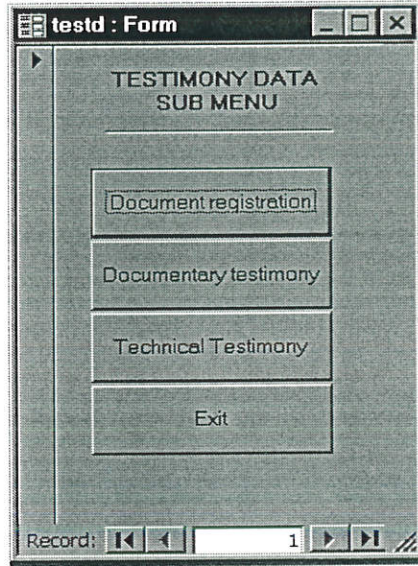 testd : Form
TESTIMONY DATA
SUB MENU
Document registration
Documentary testimony
Technical Testimony
Exit
Record: 1